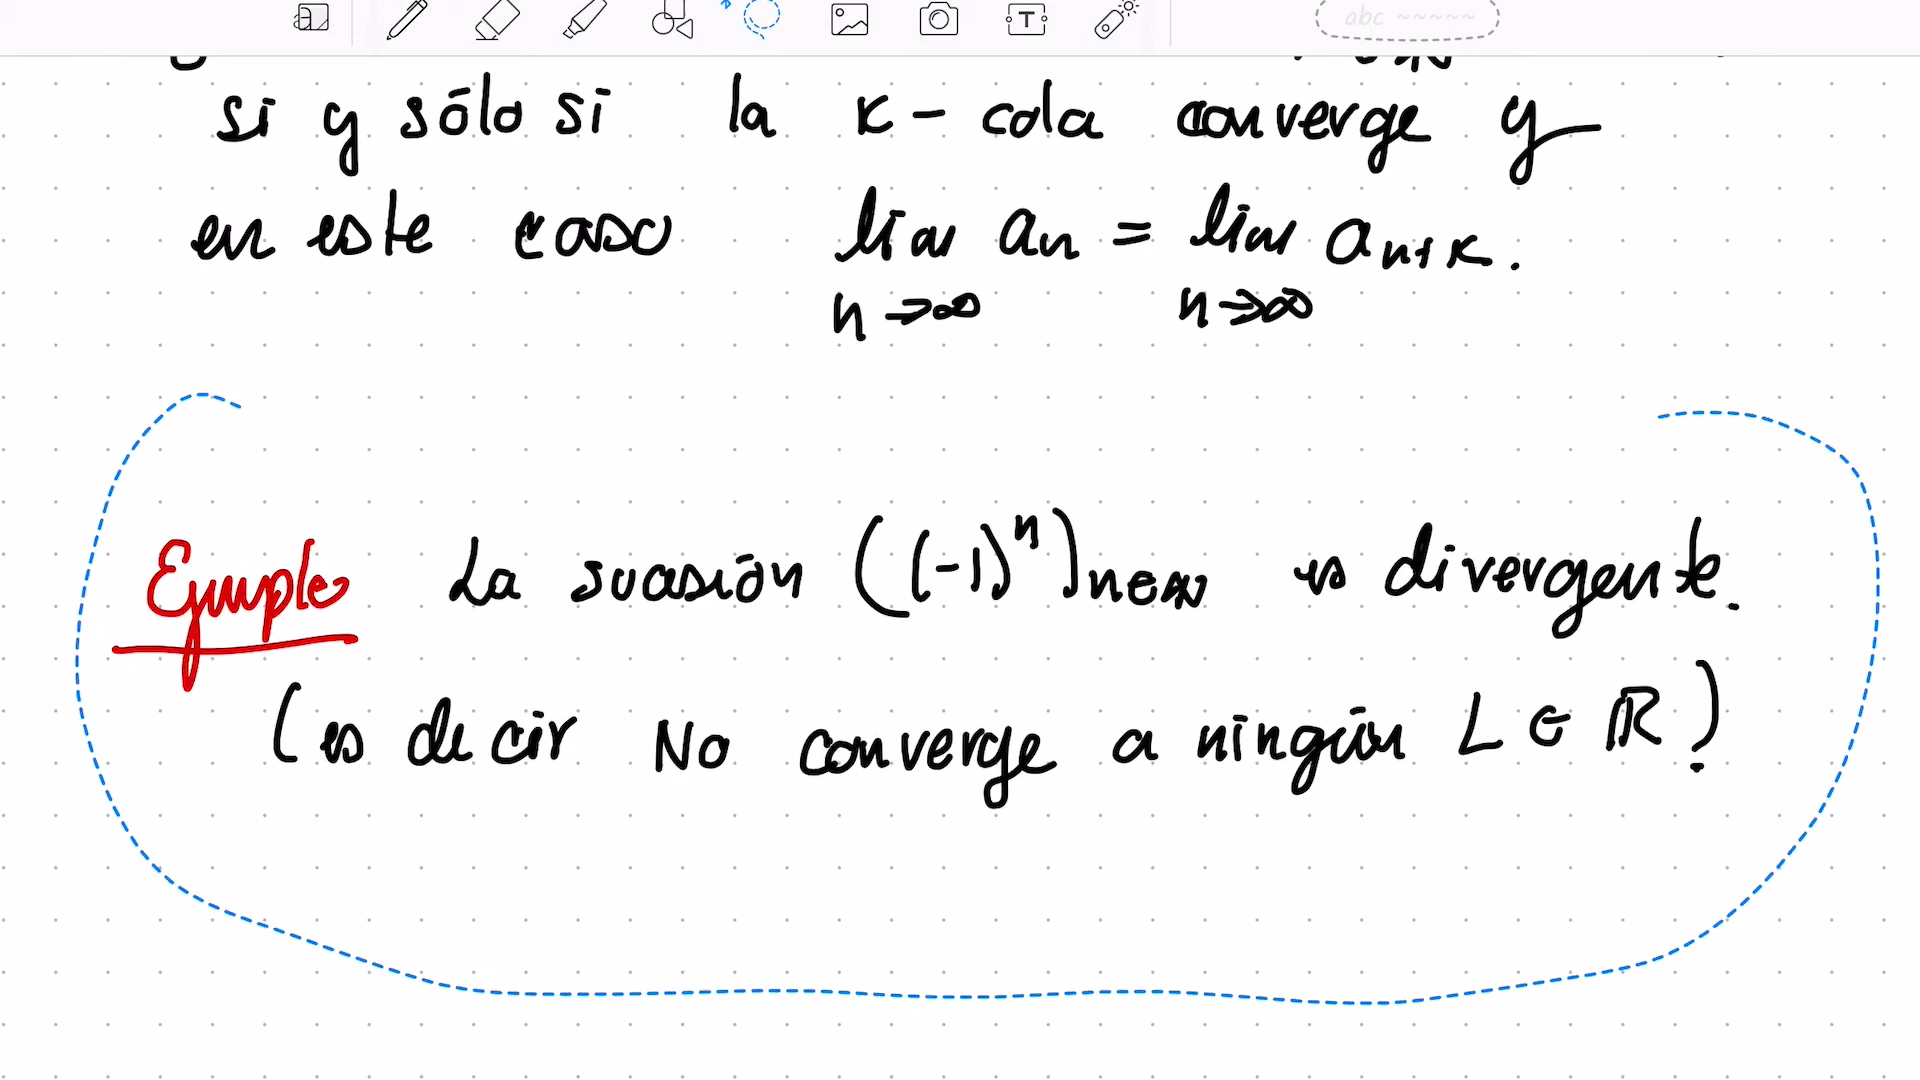 abc
T
si y sólo si la k-cola converge y
en este caso lim an = lim an+k.
n→∞ n→∞
Ejemplo La sucesión ((-1)^n)n∈ℕ es divergente.
(es decir No converge a ningún L ∈ ℝ)